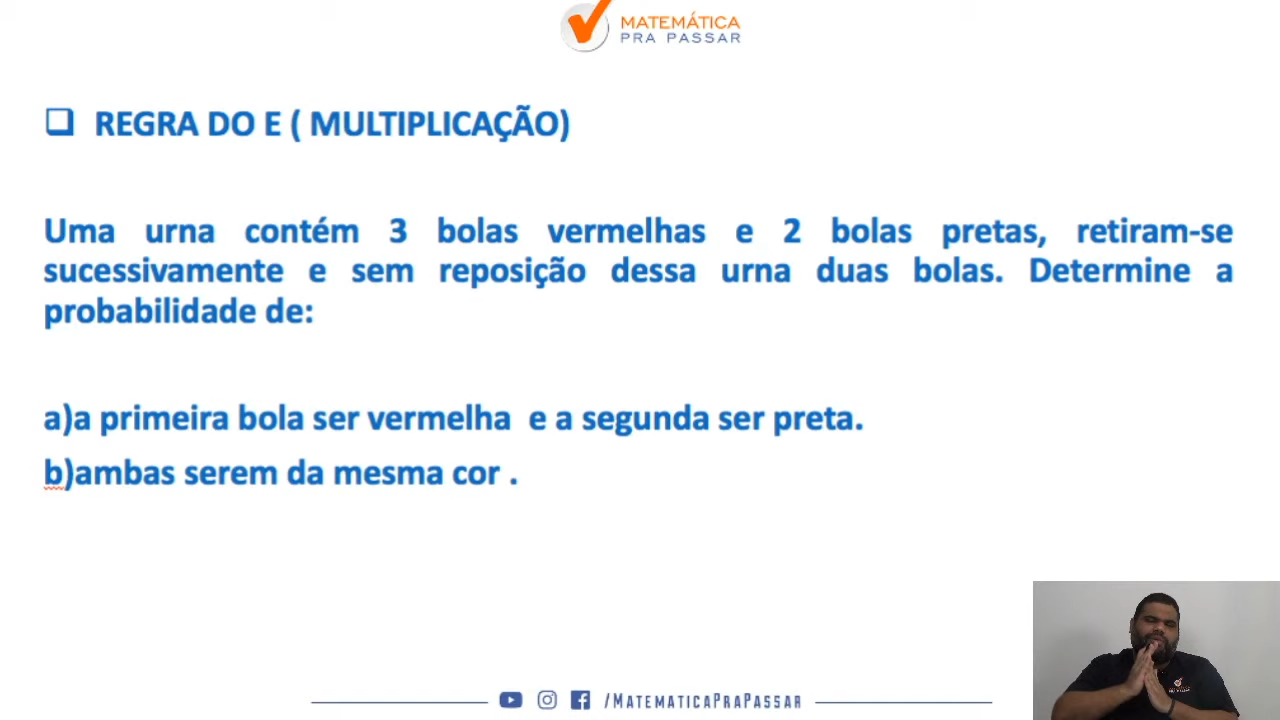 MATEMÁTICA
PRA PASSAR
REGRA DO E ( MULTIPLICAÇÃO)
Uma urna contém 3 bolas vermelhas e 2 bolas pretas, retiram-se
sucessivamente e sem reposição dessa urna duas bolas. Determine a
probabilidade de:
a)a primeira bola ser vermelha e a segunda ser preta.
b)ambas serem da mesma cor .
/MATEMATICAPRAPASSAR